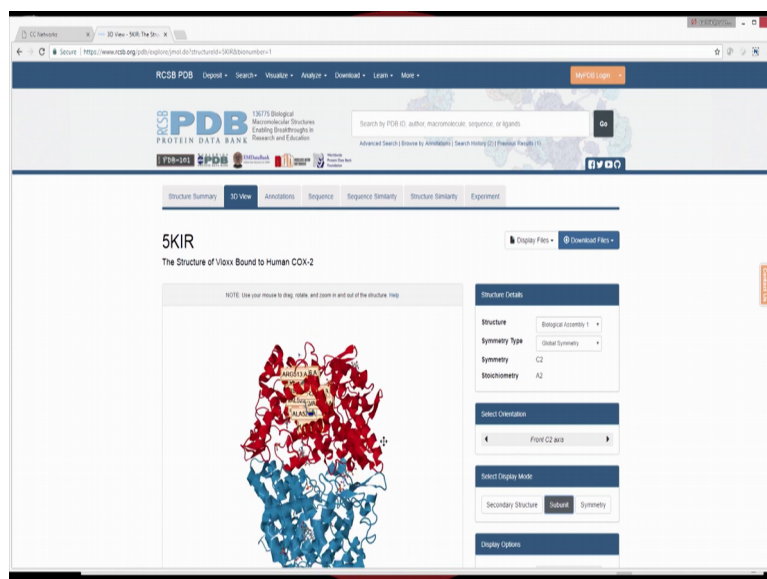 CC Networks
3D View - 5KIR: The Stru
Secure | https://www.rcsb.org/pdb/explore/jmol.do?structureId=5KIR&bionumber=1
RCSB PDB Deposit Search Visualize Analyze Download Learn More MyPDB Login
RCSB PDB
PROTEIN DATA BANK
136775 Biological
Macromolecular Structures
Enabling Breakthroughs in
Research and Education
Search by PDB ID, author, macromolecule, sequence, or ligands
Go
Advanced Search | Browse by Annotations | Search History (2) | Previous Results (1)
PDB-101 PDB EMDataBank
Structure Summary 3D View Annotations Sequence Sequence Similarity Structure Similarity Experiment
5KIR
Display Files Download Files
The Structure of Vioxx Bound to Human COX-2
NOTE: Use your mouse to drag, rotate, and zoom in and out of the structure. Help
Structure Details
Structure Biological Assembly 1
Symmetry Type Global Symmetry
Symmetry C2
Stoichiometry A2
Select Orientation
Front C2 axis
Select Display Mode
Secondary Structure Subunit Symmetry
Display Options
ARG513